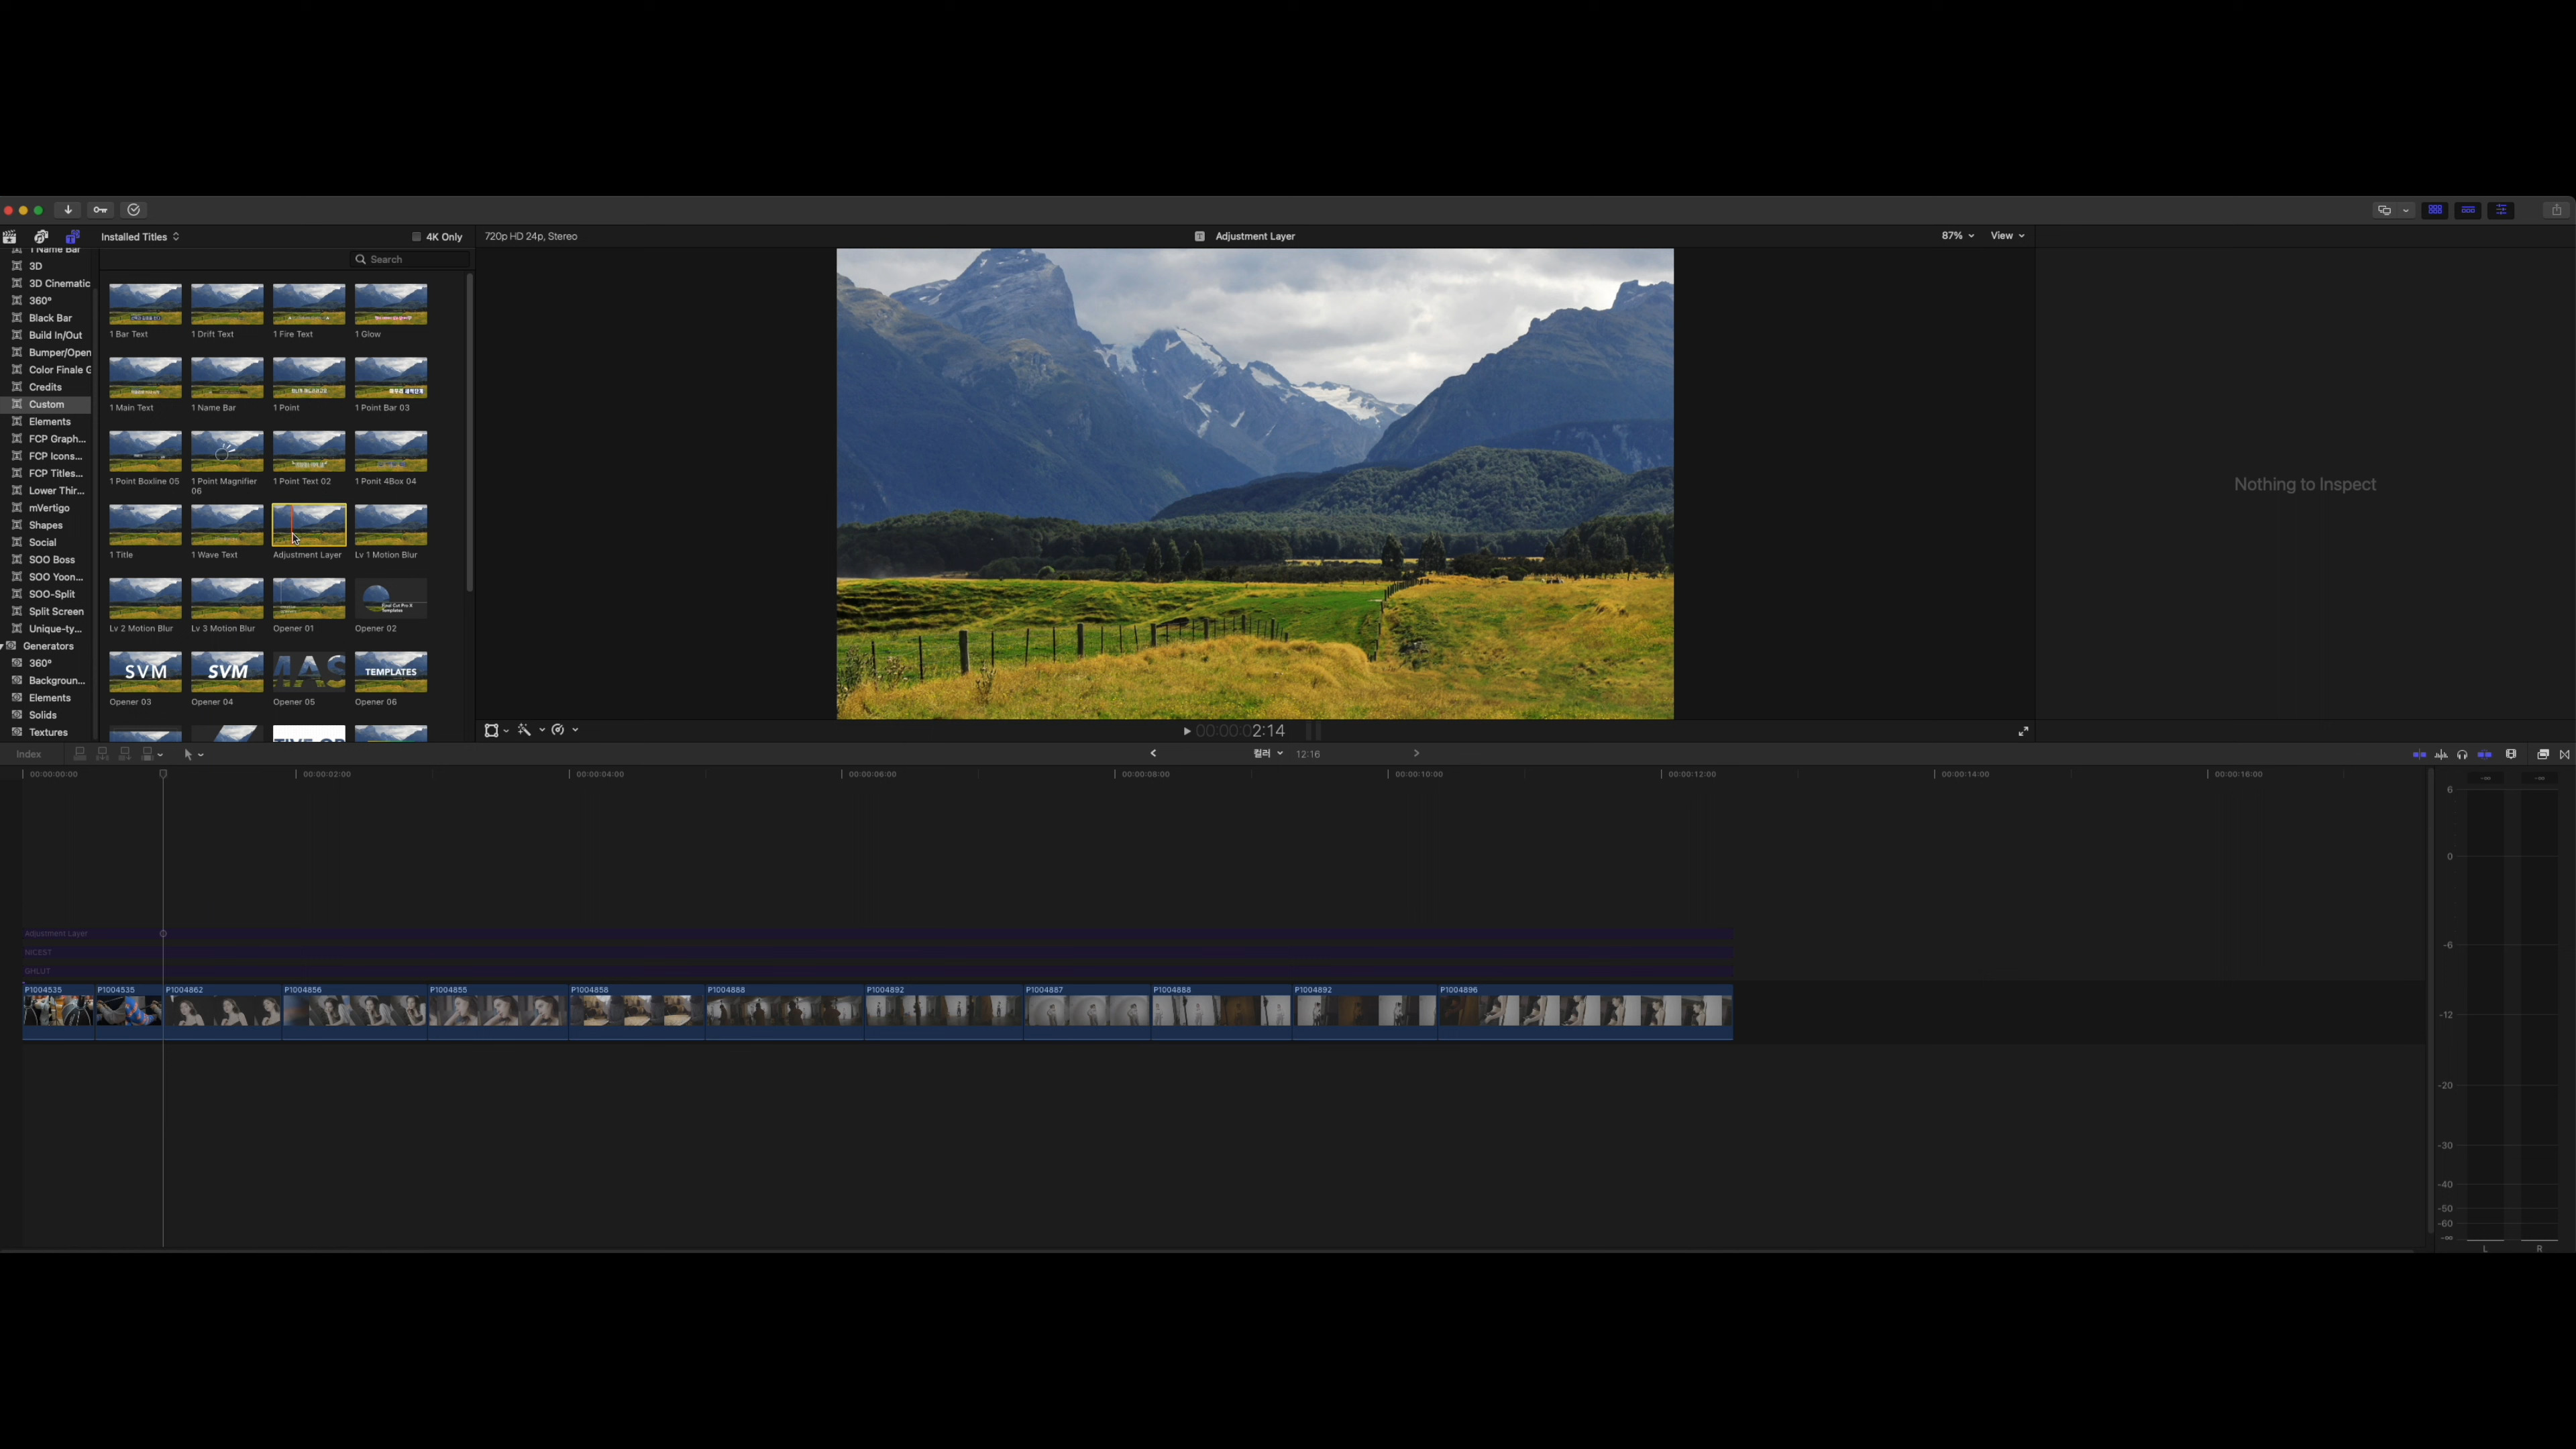 Installed Titles
4K Only
720p HD 24p, Stereo
Adjustment Layer
87%
View
Search
1 Name Bar
3D
3D Cinematic
360°
Black Bar
Build In/Out
Bumper/Open
Color Finale G
Credits
Custom
Elements
FCP Graph...
FCP Icons...
FCP Titles...
Lower Thir...
mVertigo
Shapes
Social
SOO Boss
SOO Yoon...
SOO-Split
Split Screen
Unique-ty...
Generators
360°
Backgroun...
Elements
Solids
Textures
1 Bar Text
1 Drift Text
1 Fire Text
1 Glow
1 Main Text
1 Name Bar
1 Point
1 Point Bar 03
1 Point Boxline 05
1 Point Magnifier
06
1 Point Text 02
1 Ponit 4Box 04
1 Title
1 Wave Text
Adjustment Layer
Lv 1 Motion Blur
Lv 2 Motion Blur
Lv 3 Motion Blur
Opener 01
Final Cut Pro X
Templates
Opener 02
SVM
Opener 03
SVM
Opener 04
MAS
Opener 05
TEMPLATES
Opener 06
Nothing to Inspect
00:00:02:14
Index
컬러
12:16
00:00:00:00
00:00:02:00
00:00:04:00
00:00:06:00
00:00:08:00
00:00:10:00
00:00:12:00
00:00:14:00
00:00:16:00
Adjustment Layer
NICEST
GHLUT
P1004535
P1004535
P1004862
P1004856
P1004855
P1004858
P1004888
P1004892
P1004887
P1004888
P1004892
P1004896
-∞
-∞
6
0
-6
-12
-20
-30
-40
-50
-60
-∞
L
R